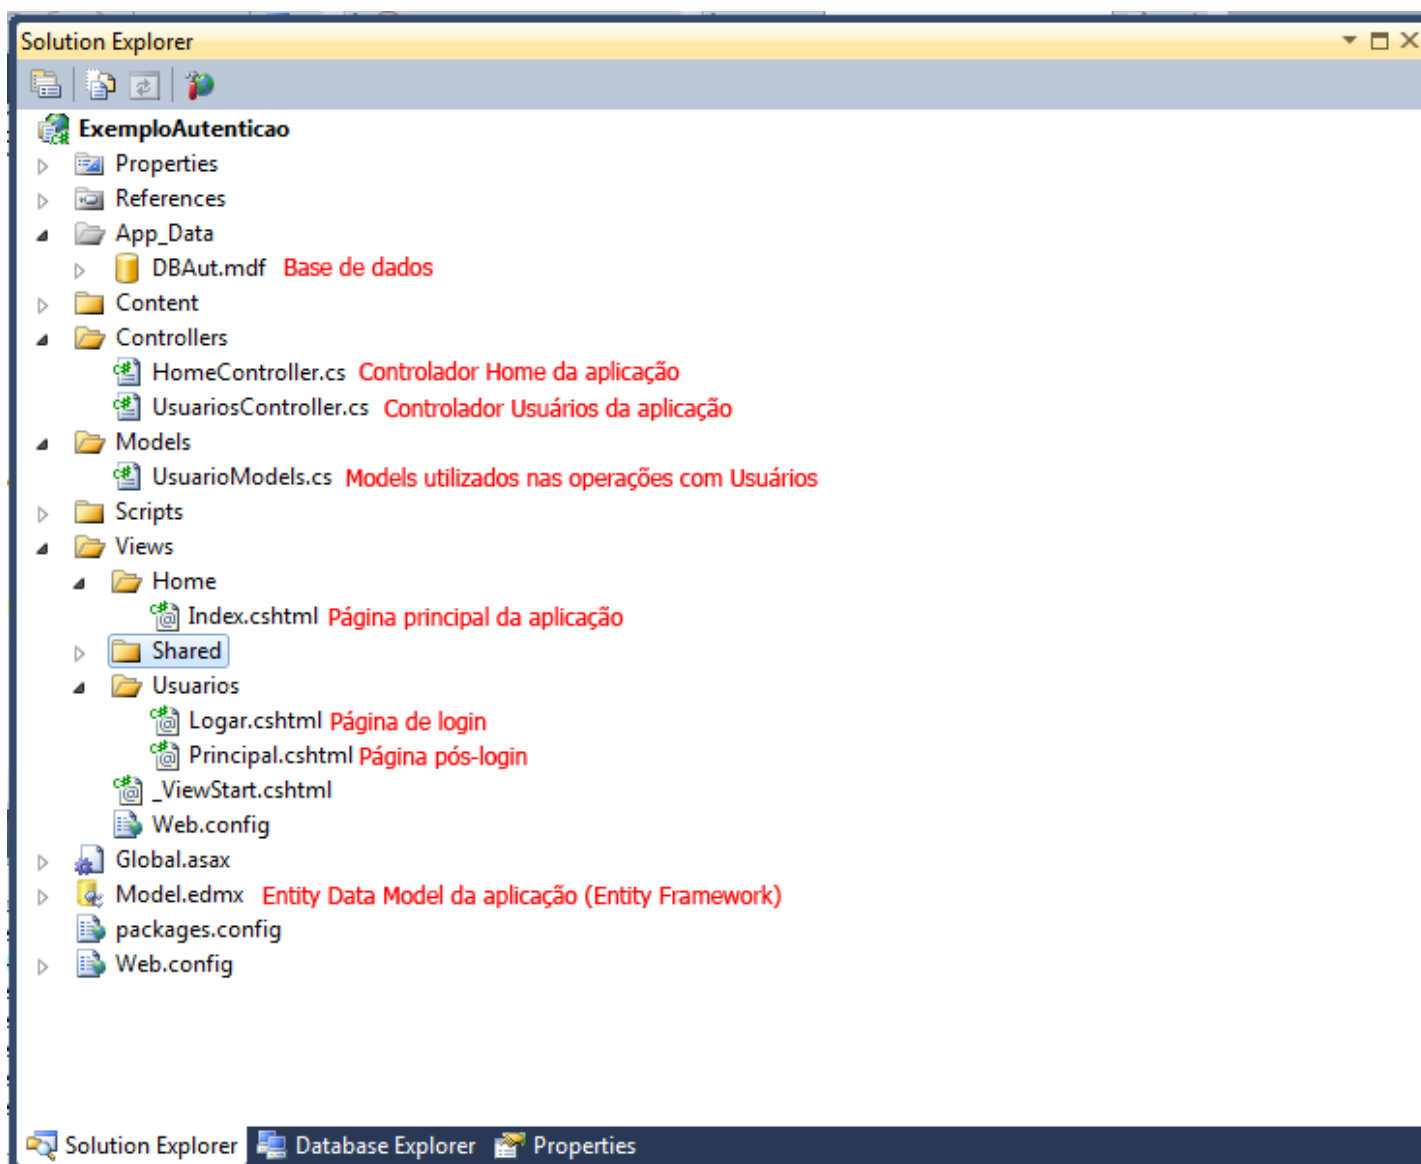 Solution Explorer
ExemploAutenticao
Properties
References
App_Data
DBAut.mdf Base de dados
Content
Controllers
HomeController.cs Controlador Home da aplicação
UsuariosController.cs Controlador Usuários da aplicação
Models
UsuarioModels.cs Models utilizados nas operações com Usuários
Scripts
Views
Home
Index.cshtml Página principal da aplicação
Shared
Usuarios
Logar.cshtml Página de login
Principal.cshtml Página pós-login
_ViewStart.cshtml
Web.config
Global.asax
Model.edmx Entity Data Model da aplicação (Entity Framework)
packages.config
Web.config
Solution Explorer Database Explorer Properties